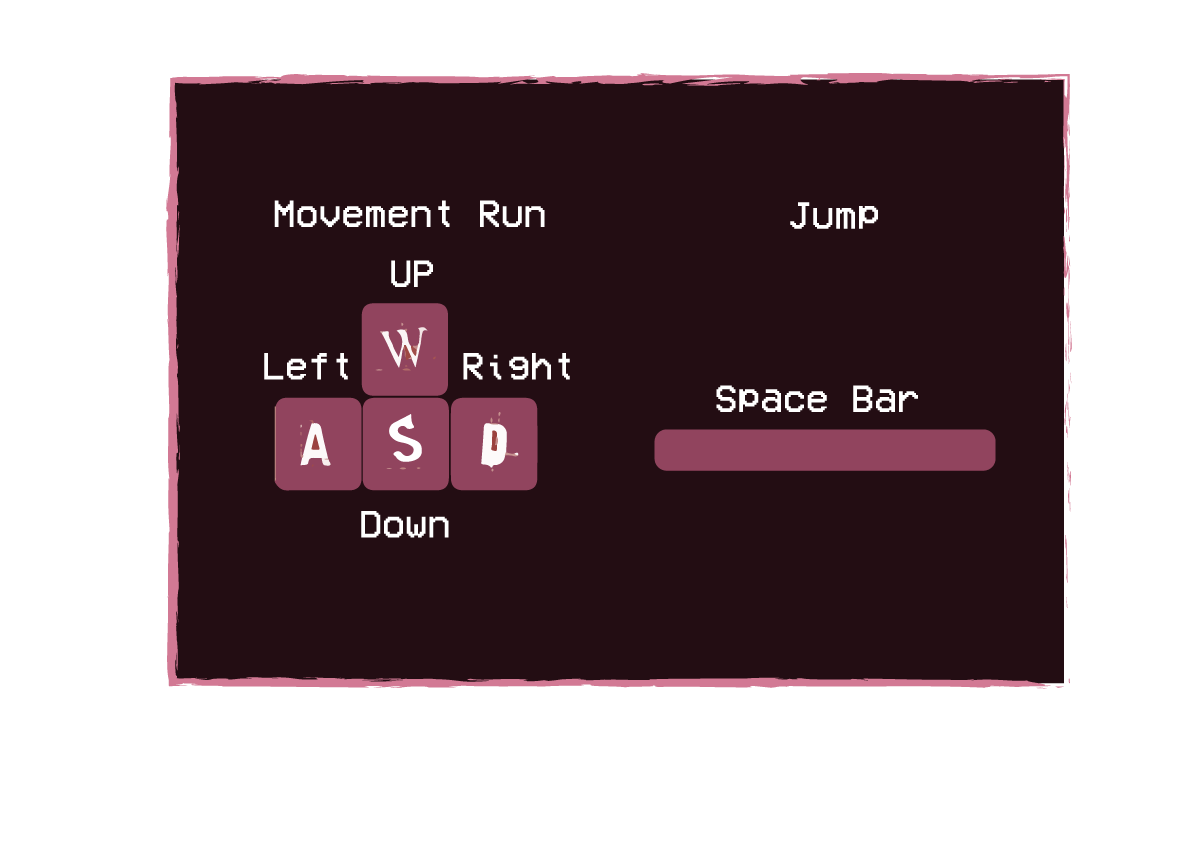 Movement Run
UP
W
Left
Right
A S D
Down
Jump
Space Bar